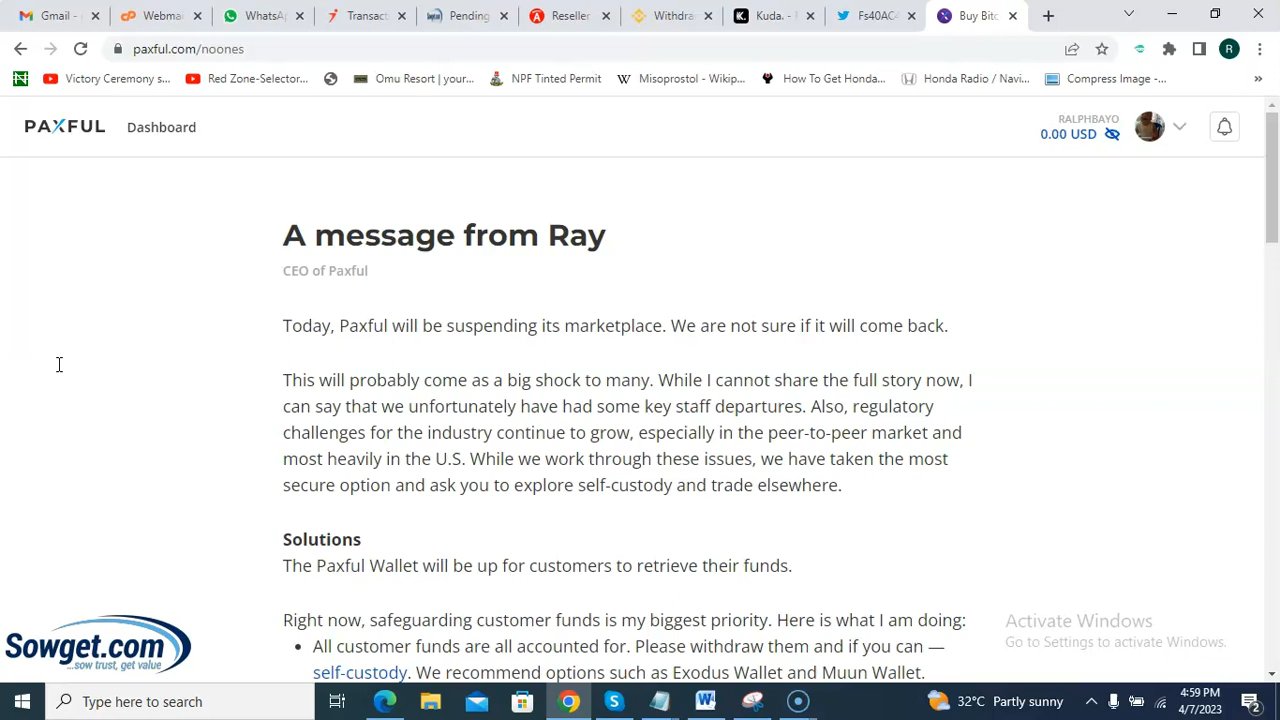 Gmail -
Webma
WhatsA
Transact
Pending
Reseller
Withdra
Kuda. - P
Fs40AC
Buy Bitc
paxful.com/noones
R
Victory Ceremony s...
Red Zone-Selector...
Omu Resort | your...
NPF Tinted Permit
Misoprostol - Wikip...
How To Get Honda...
Honda Radio / Navi...
Compress Image -...
PAXFUL
Dashboard
RALPHBAYO
0.00 USD
A message from Ray
CEO of Paxful
Today, Paxful will be suspending its marketplace. We are not sure if it will come back.
This will probably come as a big shock to many. While I cannot share the full story now, I
can say that we unfortunately have had some key staff departures. Also, regulatory
challenges for the industry continue to grow, especially in the peer-to-peer market and
most heavily in the U.S. While we work through these issues, we have taken the most
secure option and ask you to explore self-custody and trade elsewhere.
Solutions
The Paxful Wallet will be up for customers to retrieve their funds.
Right now, safeguarding customer funds is my biggest priority. Here is what I am doing:
• All customer funds are all accounted for. Please withdraw them and if you can —
self-custody. We recommend options such as Exodus Wallet and Muun Wallet.
Activate Windows
Go to Settings to activate Windows.
Sowget.com
...sow trust, get value
Type here to search
32°C Partly sunny
4:59 PM
4/7/2023
2